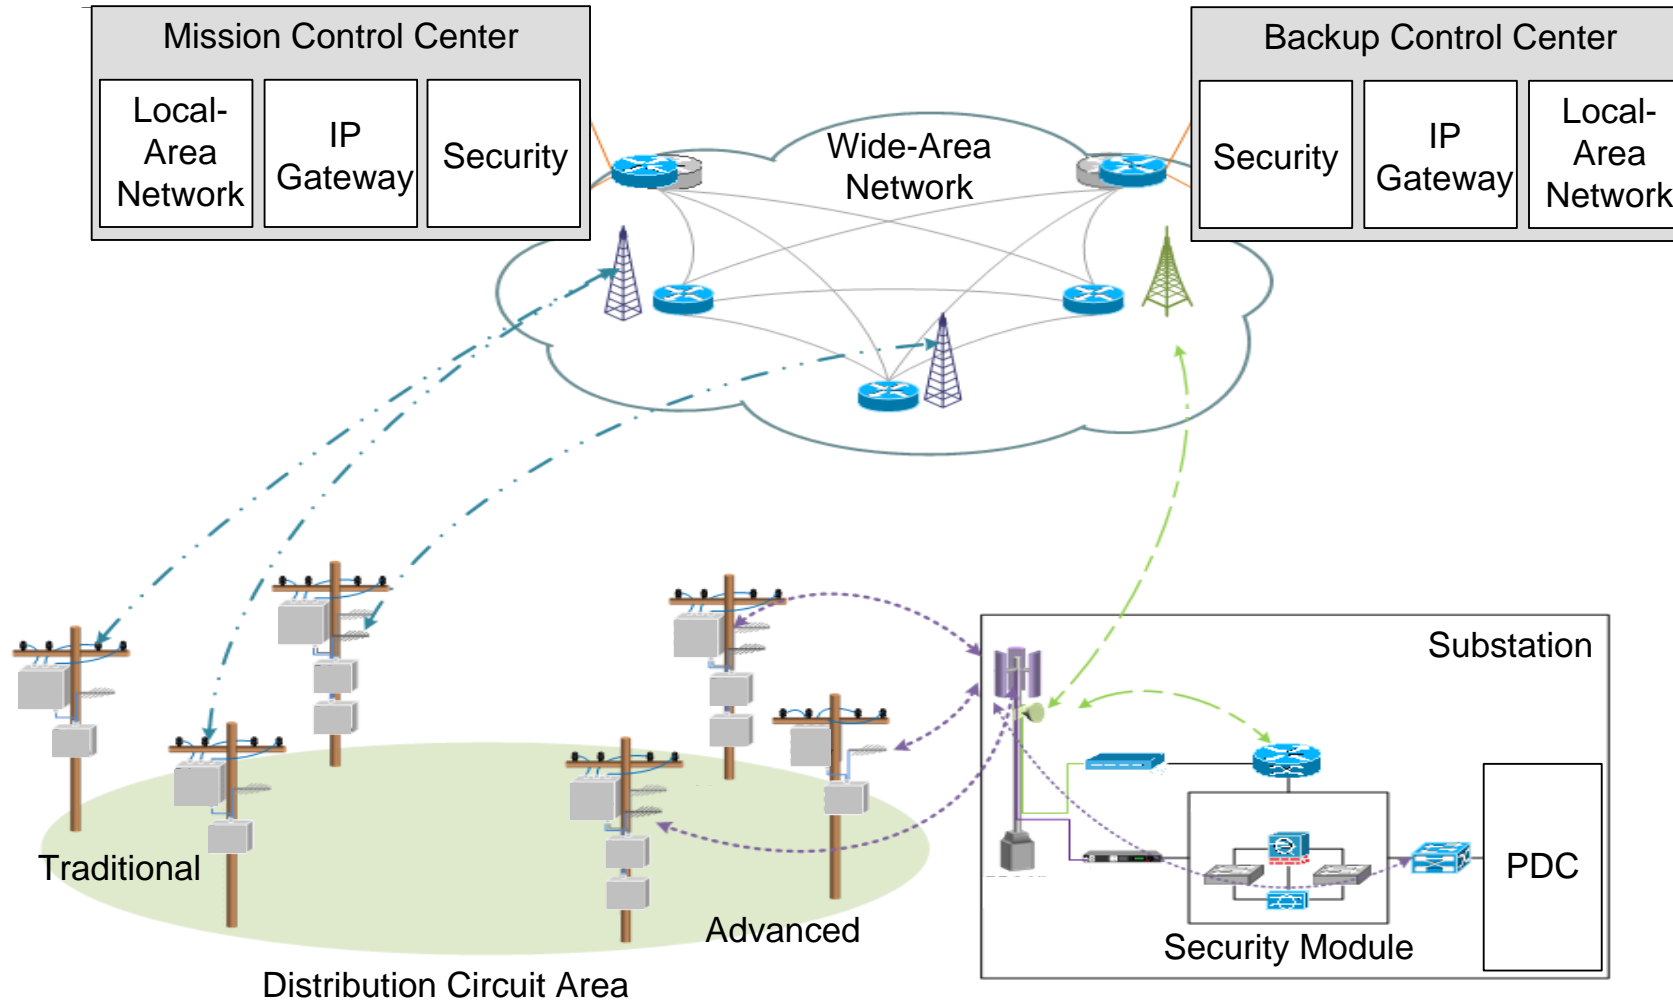 Mission Control Center
Local-
Area
Network
IP
Gateway
Security
Wide-Area
Network
Backup Control Center
Security
IP
Gateway
Local-
Area
Network
Substation
PDC
Security Module
Traditional
Advanced
Distribution Circuit Area